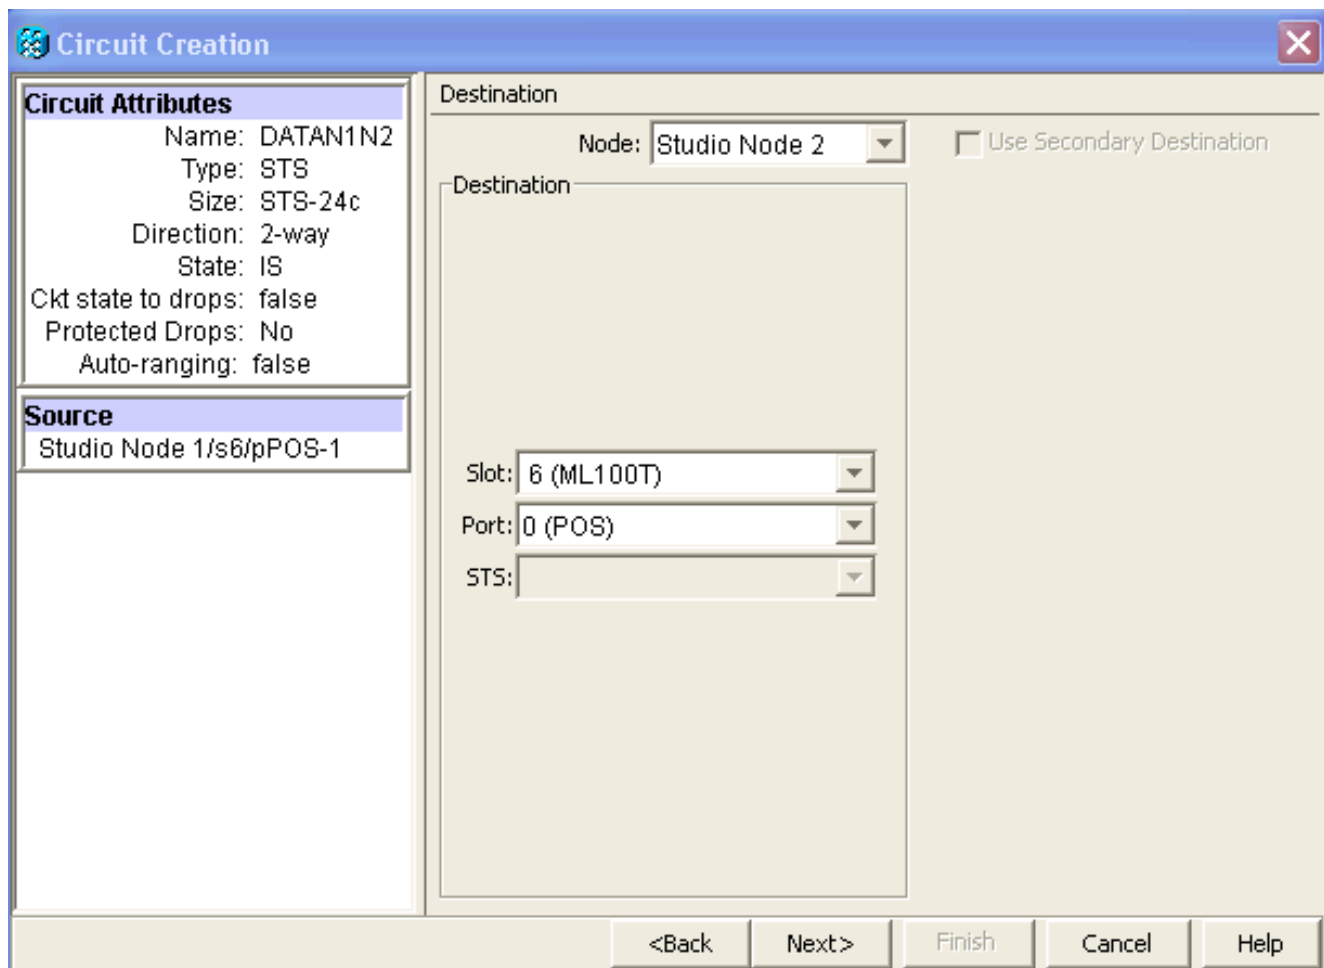 Circuit Creation
Circuit Attributes
Name: DATAN1N2
Type: STS
Size: STS-24c
Direction: 2-way
State: IS
Ckt state to drops: false
Protected Drops: No
Auto-ranging: false
Source
Studio Node 1/s6/pPOS-1
Destination
Node: Studio Node 2
Use Secondary Destination
Destination
Slot: 6 (ML100T)
Port: 0 (POS)
STS:
<Back Next> Finish Cancel Help